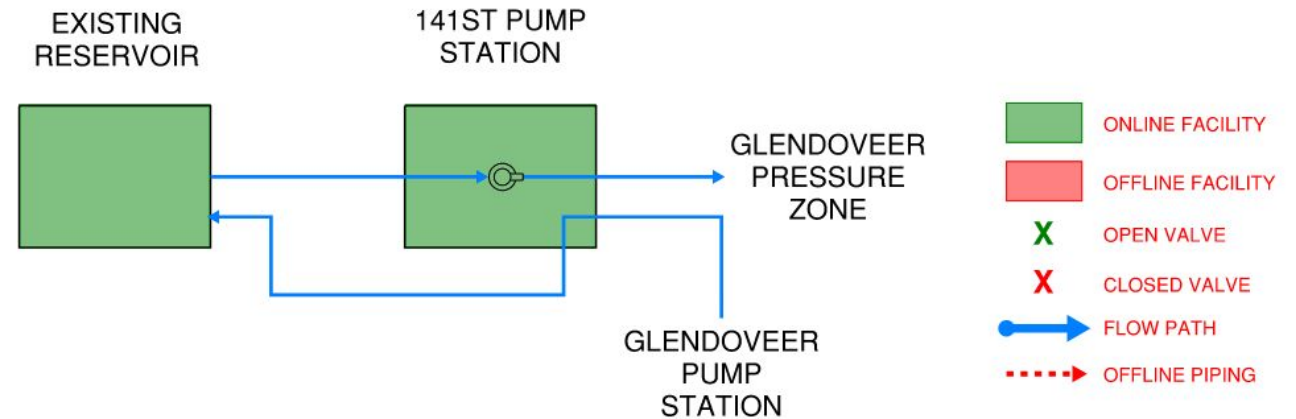 EXISTING
RESERVOIR
141ST PUMP
STATION
GLENDOVEER
PRESSURE
ZONE
GLENDOVEER
PUMP
STATION
ONLINE FACILITY
OFFLINE FACILITY
X OPEN VALVE
X CLOSED VALVE
FLOW PATH
OFFLINE PIPING